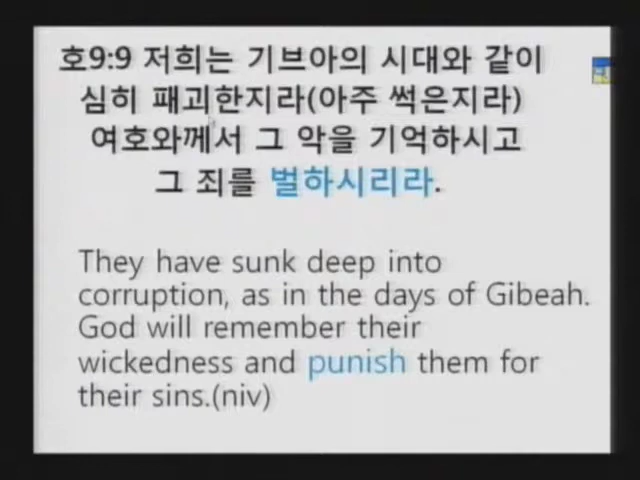 호9:9 저희는 기브아의 시대와 같이
심히 패괴한지라(아주 썩은지라)
여호와께서 그 악을 기억하시고
그 죄를 벌하시리라.
They have sunk deep into
corruption, as in the days of Gibeah.
God will remember their
wickedness and punish them for
their sins.(niv)